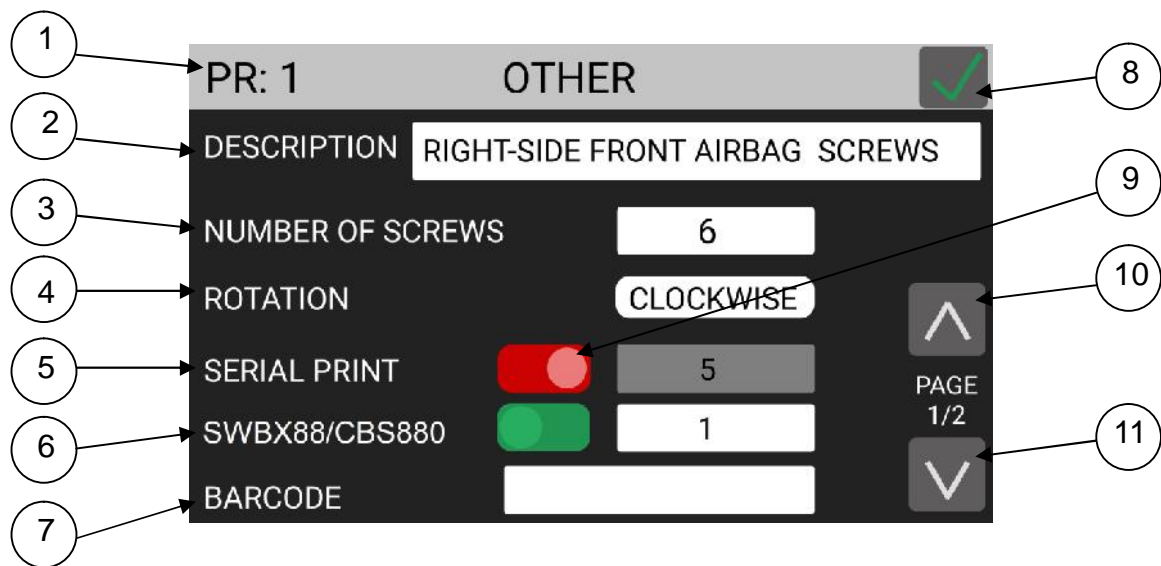 1
PR: 1 OTHER
8
2
DESCRIPTION RIGHT-SIDE FRONT AIRBAG SCREWS
9
3
NUMBER OF SCREWS 6
10
4
ROTATION CLOCKWISE
5
SERIAL PRINT 5
PAGE
1/2
6
SWBX88/CBS880 1
11
7
BARCODE